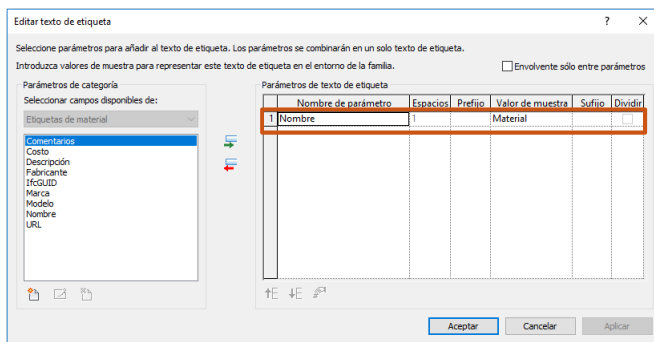 Editar texto de etiqueta ? X
Seleccione parámetros para añadir al texto de etiqueta. Los parámetros se combinarán en un solo texto de etiqueta.
Introduzca valores de muestra para representar este texto de etiqueta en el entorno de la familia.
Envolvente sólo entre parámetros
Parámetros de categoría
Seleccionar campos disponibles de:
Etiquetas de material
Comentarios
Costo
Descripción
Fabricante
IfcGUID
Marca
Modelo
Nombre
URL
Parámetros de texto de etiqueta
Nombre de parámetro Espacios Prefijo Valor de muestra Sufijo Dividir
1 Nombre 1 Material
Aceptar Cancelar Aplicar